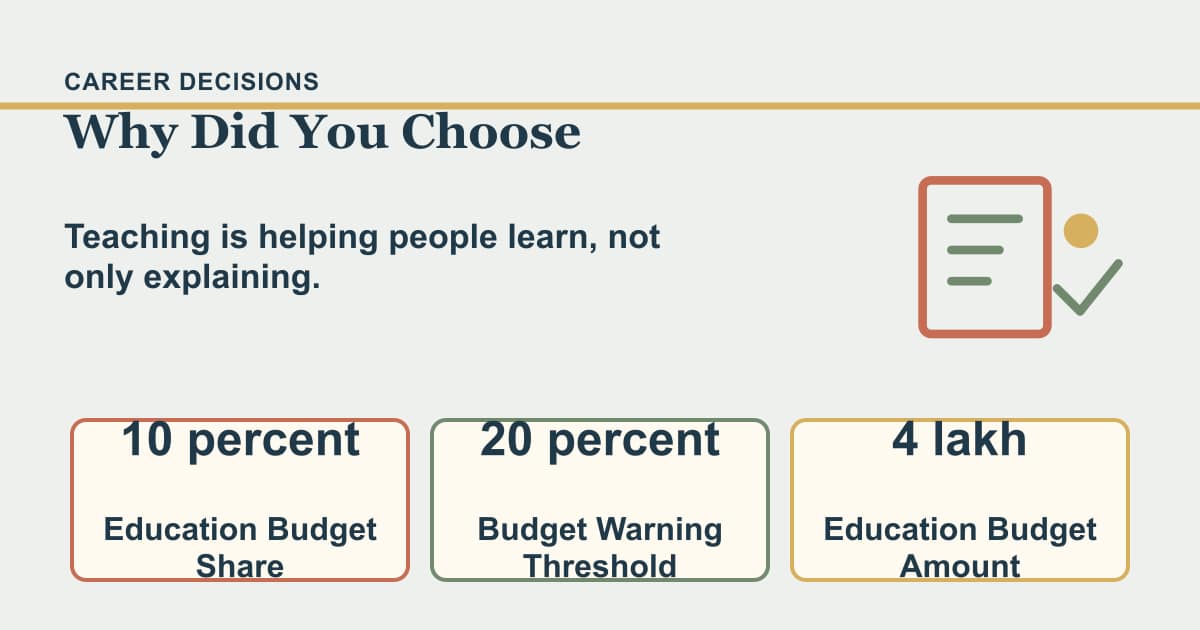 CAREER DECISIONS
Why Did You Choose
Teaching is helping people learn, not
only explaining.
10 percent
Education Budget
Share
20 percent
Budget Warning
Threshold
4 lakh
Education Budget
Amount